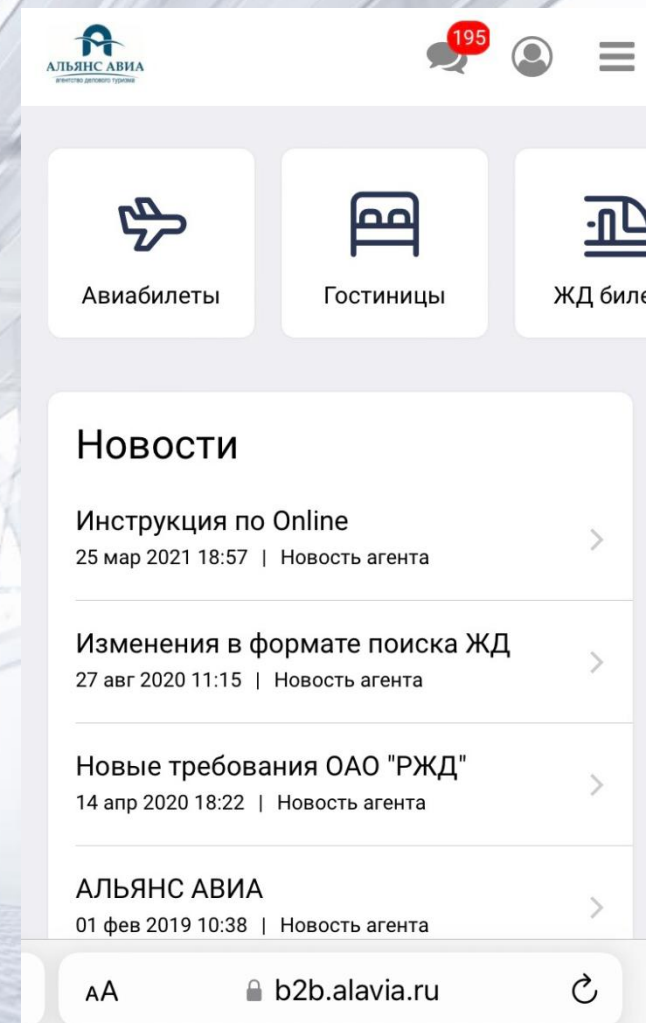 195
АЛЬЯНС АВИА
агентство делового туризма
Авиабилеты
Гостиницы
ЖД биле
Новости
Инструкция по Online
25 мар 2021 18:57 | Новость агента
Изменения в формате поиска ЖД
27 авг 2020 11:15 | Новость агента
Новые требования ОАО "РЖД"
14 апр 2020 18:22 | Новость агента
АЛЬЯНС АВИА
01 фев 2019 10:38 | Новость агента
AA b2b.alavia.ru